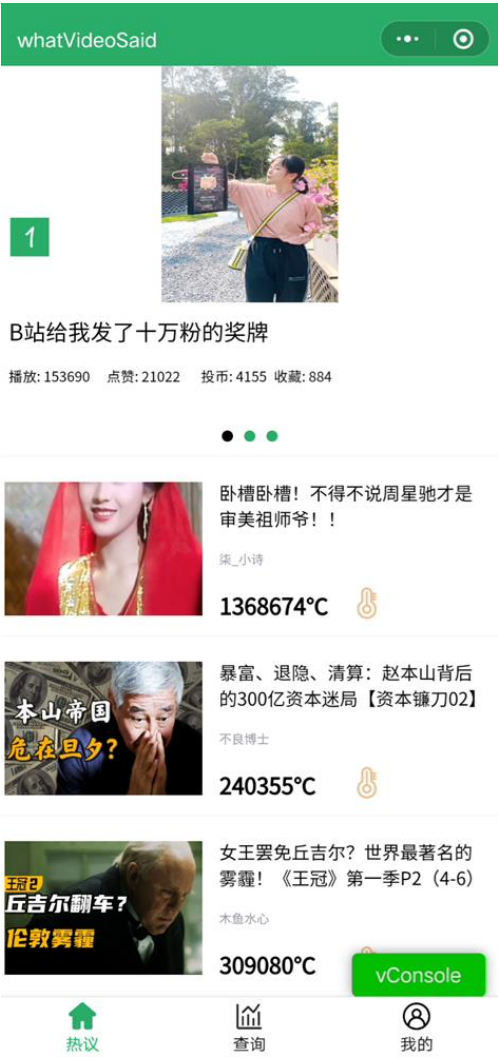 whatVideoSaid
1
B站给我发了十万粉的奖牌
播放: 153690 点赞: 21022 投币: 4155 收藏: 884
卧槽卧槽！不得不说周星驰才是
审美祖师爷！！
柒_小诗
1368674℃
本山帝国
危在旦夕?
暴富、退隐、清算：赵本山背后
的300亿资本迷局【资本镰刀02】
不良博士
240355℃
王冠2
丘吉尔翻车?
伦敦雾霾
女王罢免丘吉尔？世界最著名的
雾霾！《王冠》第一季P2（4-6）
木鱼水心
309080℃
vConsole
热议 查询 我的